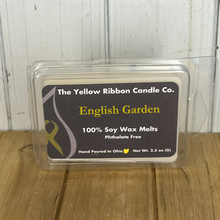 The Yellow Ribbon Candle Co.
English Garden
100% Soy Wax Melts
Phthalate Free
Hand Poured in Ohio Net Wt. 2.5 oz (G)